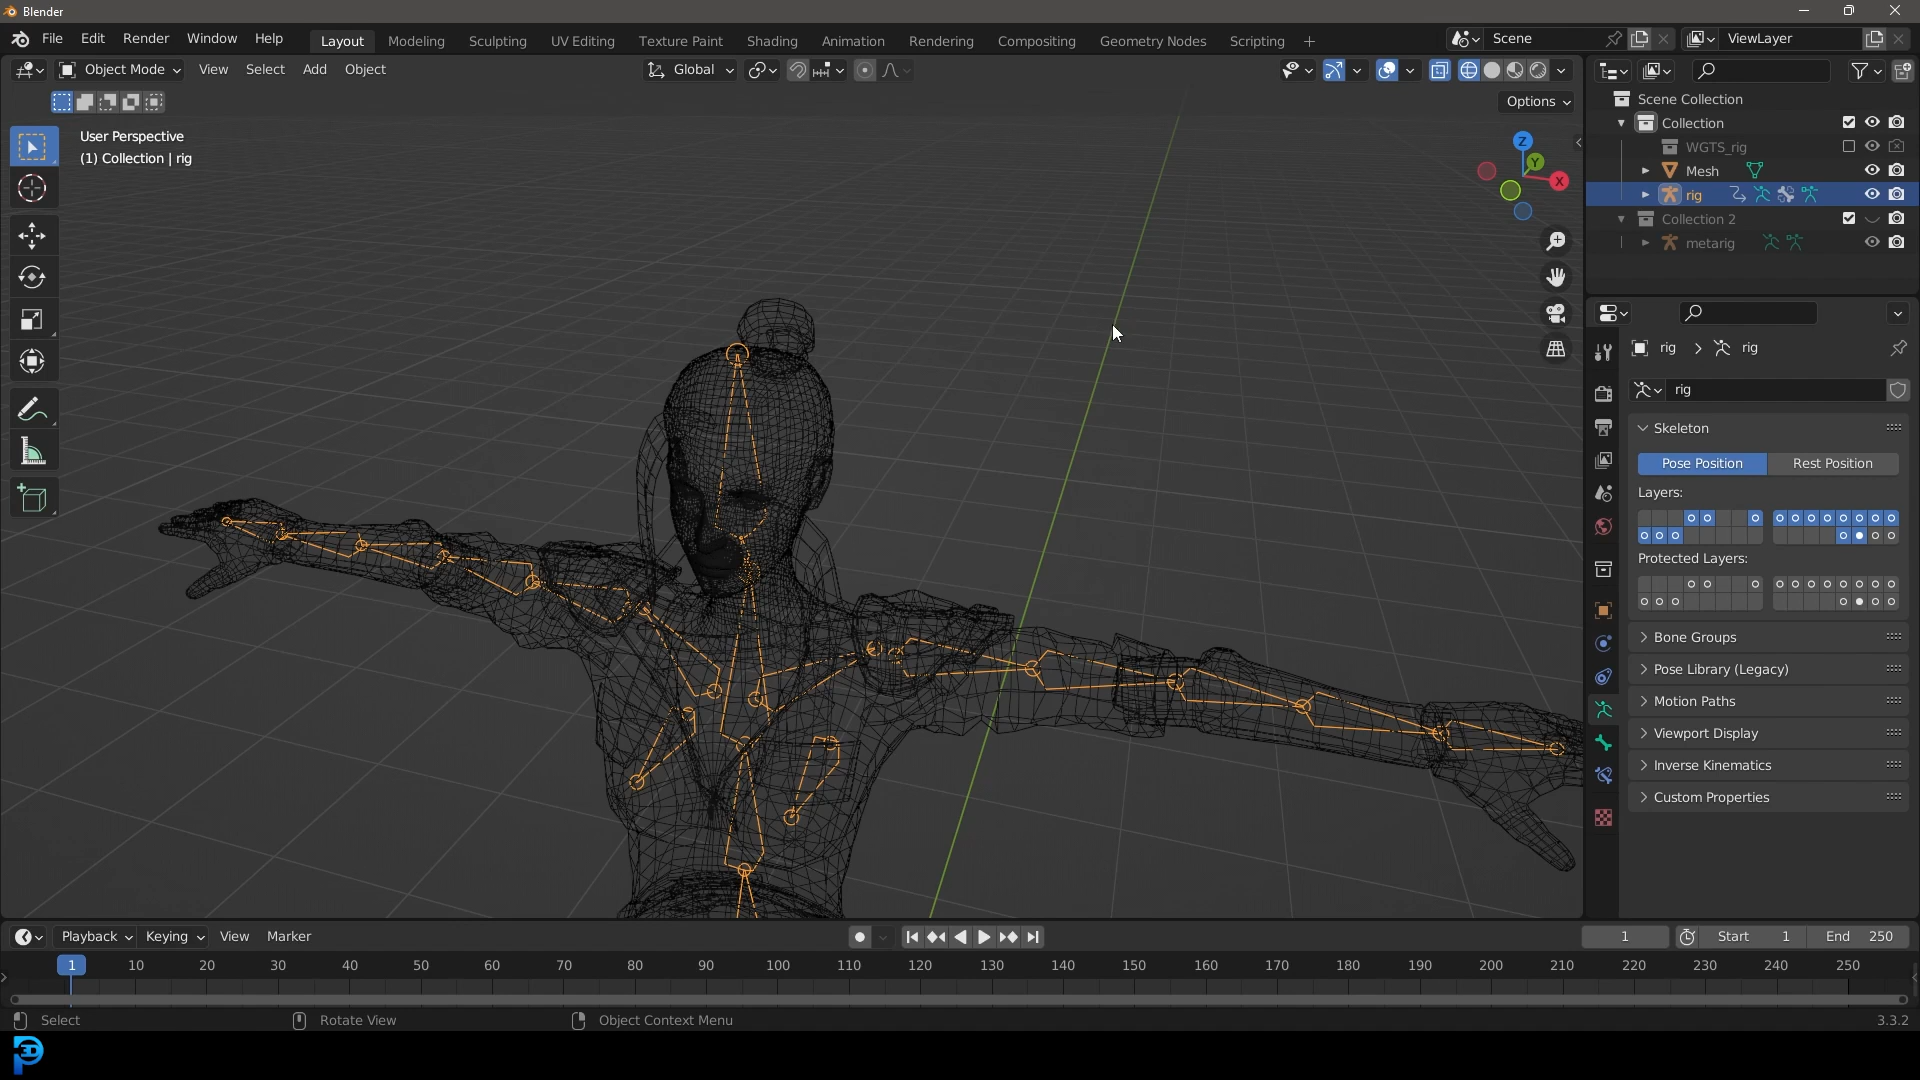 Blender
File Edit Render Window Help Layout Modeling Sculpting UV Editing Texture Paint Shading Animation Rendering Compositing Geometry Nodes Scripting + Scene ViewLayer
Object Mode View Select Add Object Global
Options
User Perspective
(1) Collection | rig
Z
Y
X
Scene Collection
Collection
WGTS_rig
Mesh
rig
Collection 2
metarig
rig > rig
rig
Skeleton
Pose Position Rest Position
Layers:
Protected Layers:
Bone Groups
Pose Library (Legacy)
Motion Paths
Viewport Display
Inverse Kinematics
Custom Properties
Playback Keying View Marker 1 Start 1 End 250
1 10 20 30 40 50 60 70 80 90 100 110 120 130 140 150 160 170 180 190 200 210 220 230 240 250
Select Rotate View Object Context Menu 3.3.2
3D